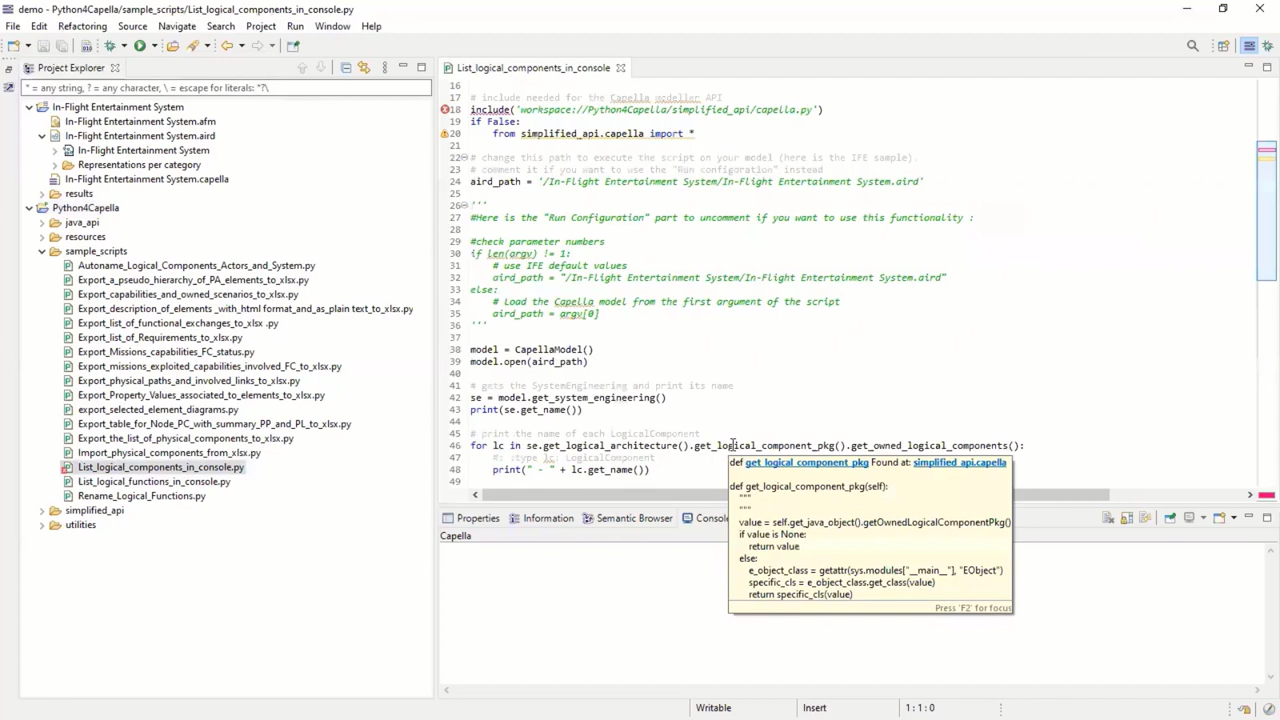 demo - Python4Capella/sample_scripts/List_logical_components_in_console.py
File Edit Refactoring Source Navigate Search Project Run Window Help
Project Explorer
* = any string, ? = any character, \ = escape for literals: *?\
In-Flight Entertainment System
In-Flight Entertainment System.afm
In-Flight Entertainment System.aird
In-Flight Entertainment System
Representations per category
In-Flight Entertainment System.capella
results
Python4Capella
java_api
resources
sample_scripts
Autoname_Logical_Components_Actors_and_System.py
Export_a_pseudo_hierarchy_of_PA_elements_to_xlsx.py
Export_capabilities_and_owned_scenarios_to_xlsx.py
Export_description_of_elements _with_html format_and_as_plain text_to_xlsx.py
Export_list_of_functional_exchanges_to_xlsx .py
Export_list_of_Requirements_to_xlsx.py
Export_Missions_capabilities_FC_status.py
Export_missions_exploited_capabilities_involved_FC_to_xlsx.py
Export_physical_paths_and_involved_links_to_xlsx.py
Export_Property_Values_associated_to_elements_to_xlsx.py
export_selected_element_diagrams.py
Export_table_for_Node_PC_with_summary_PP_and_PL_to_xlsx.py
Export_the_list_of_physical_components_to_xlsx.py
Import_physical_components_from_xlsx.py
List_logical_components_in_console.py
List_logical_functions_in_console.py
Rename_Logical_Functions.py
simplified_api
utilities
List_logical_components_in_console
16
17 # include needed for the Capella modeller API
18 include('workspace://Python4Capella/simplified_api/capella.py')
19 if False:
20 from simplified_api.capella import *
21
22 # change this path to execute the script on your model (here is the IFE sample).
23 # comment it if you want to use the "Run configuration" instead
24 aird_path = '/In-Flight Entertainment System/In-Flight Entertainment System.aird'
25
26 '''
27 #Here is the "Run Configuration" part to uncomment if you want to use this functionality :
28
29 #check parameter numbers
30 if len(argv) != 1:
31 # use IFE default values
32 aird_path = "/In-Flight Entertainment System/In-Flight Entertainment System.aird"
33 else:
34 # Load the Capella model from the first argument of the script
35 aird_path = argv[0]
36 '''
37
38 model = CapellaModel()
39 model.open(aird_path)
40
41 # gets the SystemEngineering and print its name
42 se = model.get_system_engineering()
43 print(se.get_name())
44
45 # print the name of each LogicalComponent
46 for lc in se.get_logical_architecture().get_logical_component_pkg().get_owned_logical_components():
47 #: :type lc: LogicalComponent
48 print(" - " + lc.get_name())
49
def get_logical_component_pkg Found at: simplified_api.capella
def get_logical_component_pkg(self):
"""
"""
value = self.get_java_object().getOwnedLogicalComponentPkg()
if value is None:
return value
else:
e_object_class = getattr(sys.modules["__main__"], "EObject")
specific_cls = e_object_class.get_class(value)
return specific_cls(value)
Press 'F2' for focus
Properties Information Semantic Browser Console
Capella
Writable Insert 1 : 1 : 0